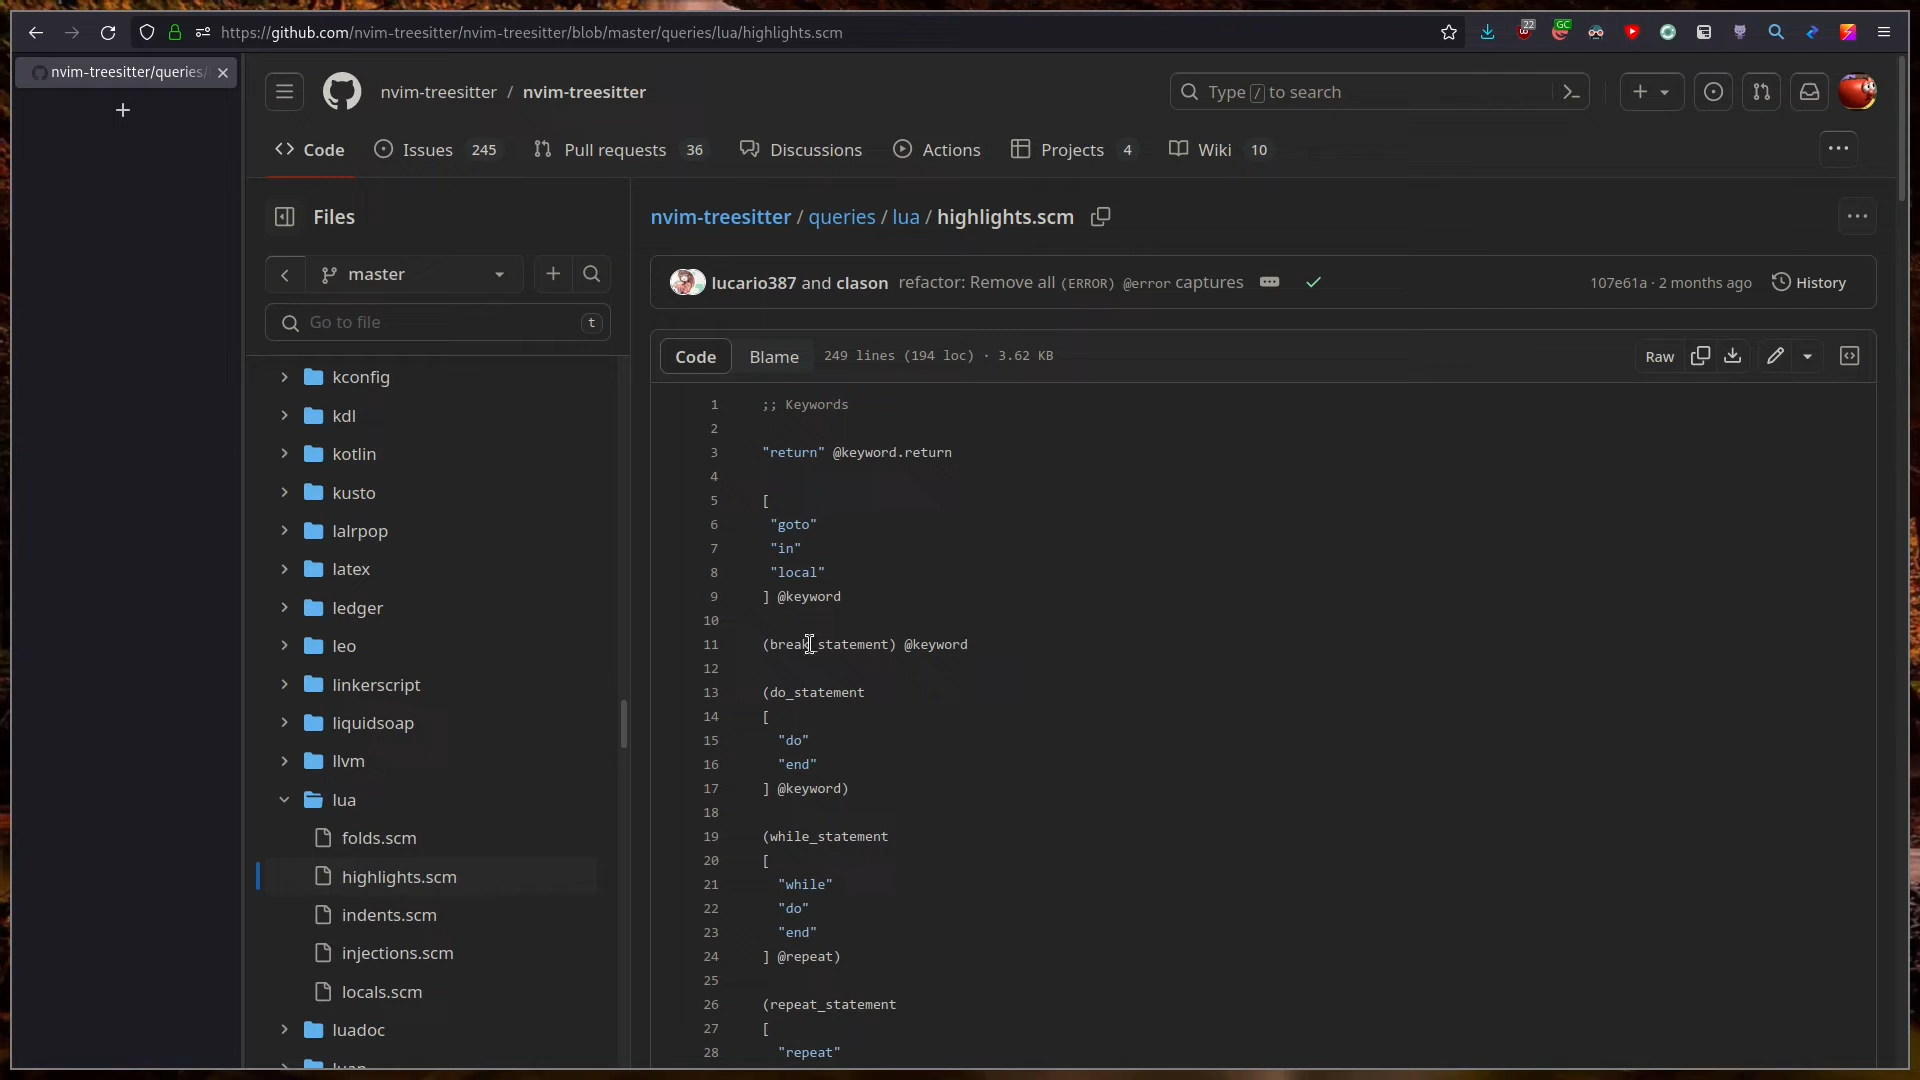 https://github.com/nvim-treesitter/nvim-treesitter/blob/master/queries/lua/highlights.scm
22
GC
nvim-treesitter/queries/
nvim-treesitter / nvim-treesitter
Type / to search
Code
Issues 245
Pull requests 36
Discussions
Actions
Projects 4
Wiki 10
Files
master
Go to file
t
kconfig
kdl
kotlin
kusto
lalrpop
latex
ledger
leo
linkerscript
liquidsoap
llvm
lua
folds.scm
highlights.scm
indents.scm
injections.scm
locals.scm
luadoc
nvim-treesitter / queries / lua / highlights.scm
lucario387 and clason refactor: Remove all (ERROR) @error captures
107e61a · 2 months ago
History
Code
Blame
249 lines (194 loc) · 3.62 KB
Raw
1 ;; Keywords
2
3 "return" @keyword.return
4
5 [
6 "goto"
7 "in"
8 "local"
9 ] @keyword
10
11 (break_statement) @keyword
12
13 (do_statement
14 [
15 "do"
16 "end"
17 ] @keyword)
18
19 (while_statement
20 [
21 "while"
22 "do"
23 "end"
24 ] @repeat)
25
26 (repeat_statement
27 [
28 "repeat"